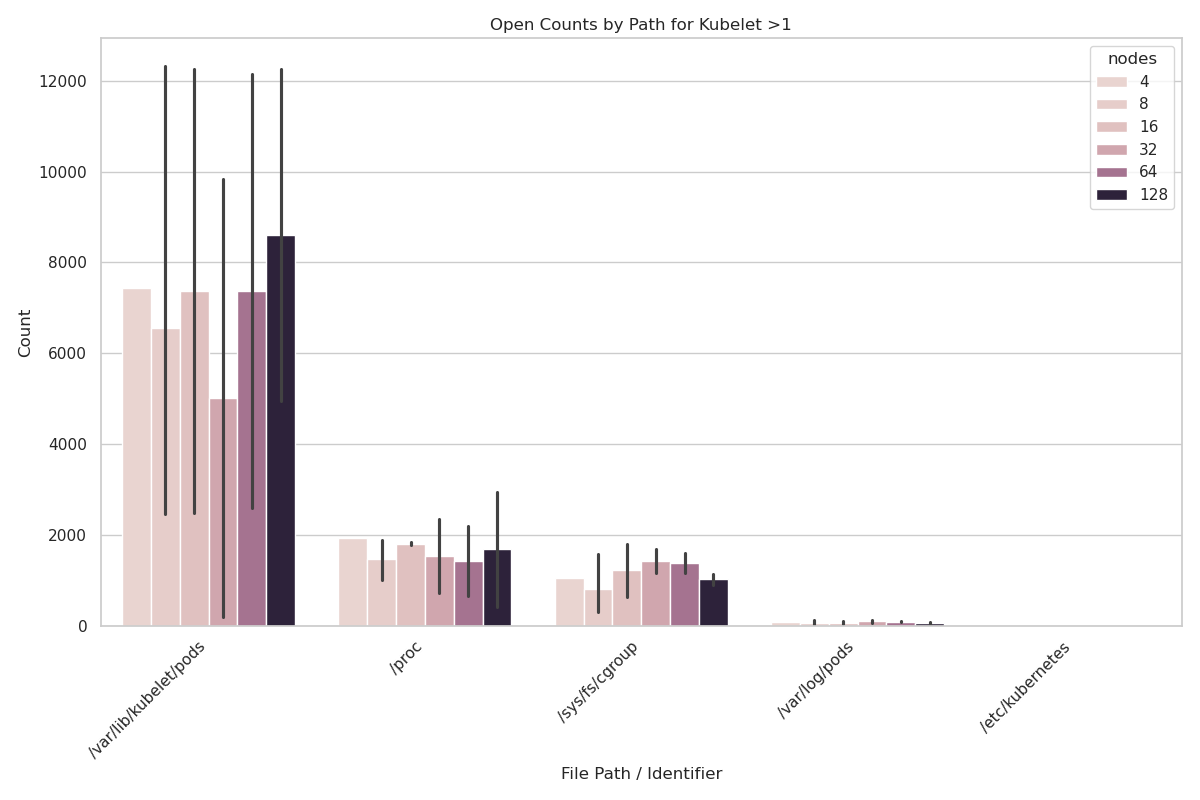 Open Counts by Path for Kubelet >1
nodes
4
8
16
32
64
128
12000
10000
8000
6000
4000
2000
0
Count
/var/lib/kubelet/pods
/proc
/sys/fs/cgroup
/var/log/pods
/etc/kubernetes
File Path / Identifier